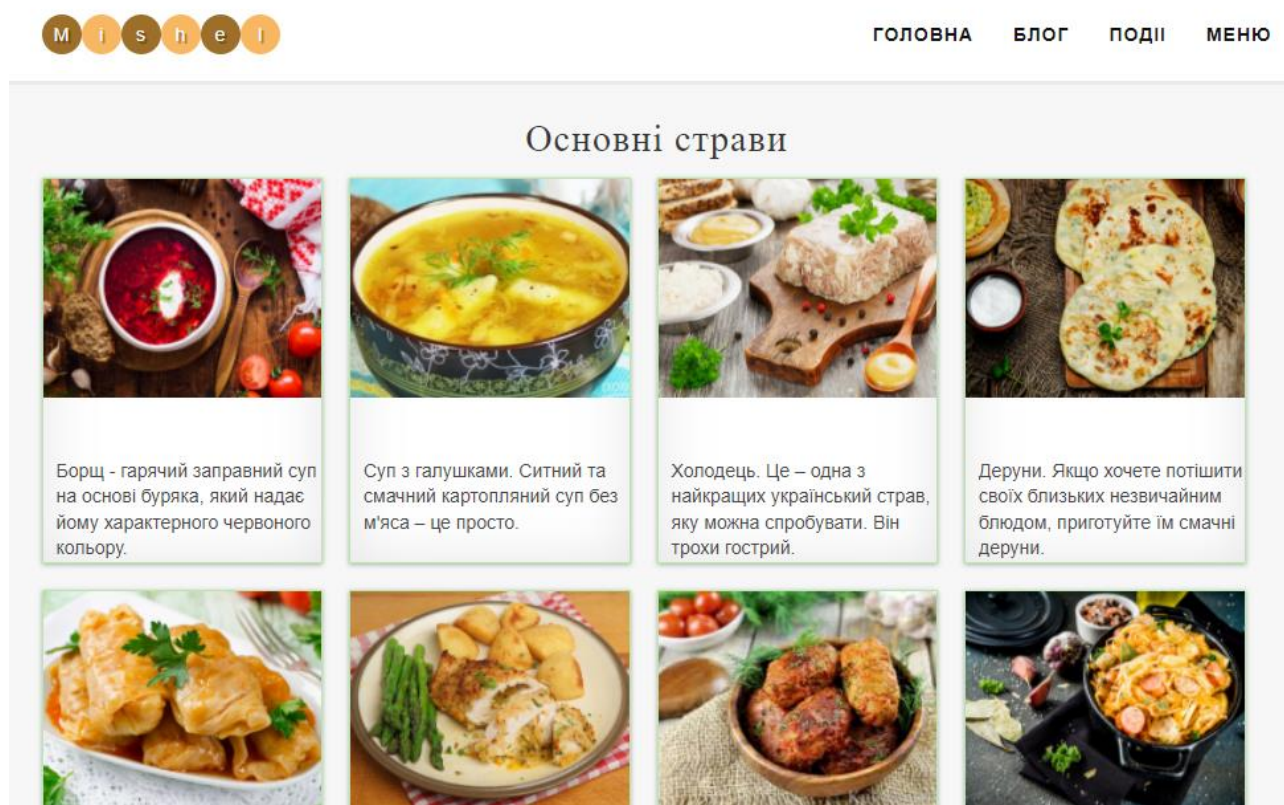 Mishel
ГОЛОВНА БЛОГ ПОДІЇ МЕНЮ
Основні страви
Борщ - гарячий заправний суп
на основі буряка, який надає
йому характерного червоного
кольору.
Суп з галушками. Ситний та
смачний картопляний суп без
м'яса – це просто.
Холодець. Це – одна з
найкращих український страв,
яку можна спробувати. Він
трохи гострий.
Деруни. Якщо хочете потішити
своїх близьких незвичайним
блюдом, приготуйте їм смачні
деруни.